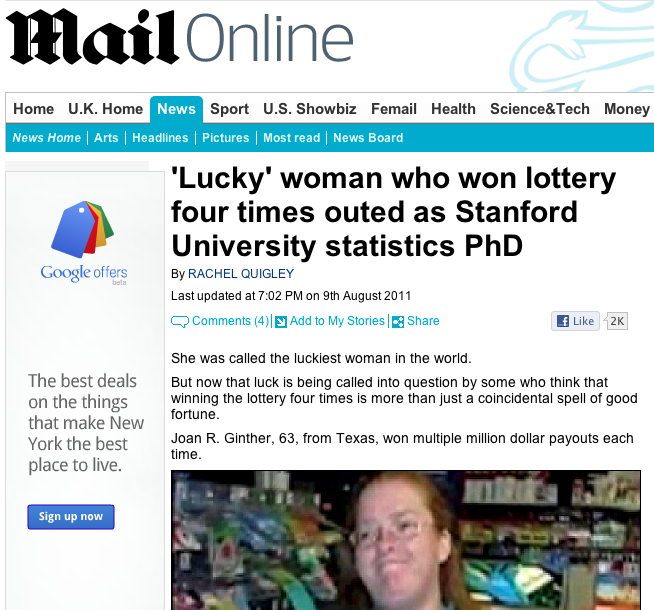 Mail Online
Home U.K. Home News Sport U.S. Showbiz Femail Health Science&Tech Money
News Home Arts Headlines Pictures Most read News Board
'Lucky' woman who won lottery
four times outed as Stanford
University statistics PhD
By RACHEL QUIGLEY
Last updated at 7:02 PM on 9th August 2011
Comments (4) Add to My Stories Share
Like 2K
She was called the luckiest woman in the world.
But now that luck is being called into question by some who think that
winning the lottery four times is more than just a coincidental spell of good
fortune.
Joan R. Ginther, 63, from Texas, won multiple million dollar payouts each
time.
Google offers
beta
The best deals
on the things
that make New
York the best
place to live.
Sign up now